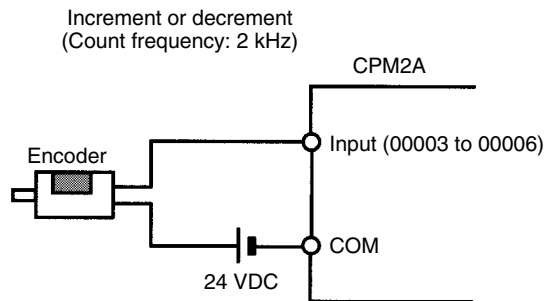 Increment or decrement
(Count frequency: 2 kHz)
CPM2A
Input (00003 to 00006)
Encoder
COM
24 VDC